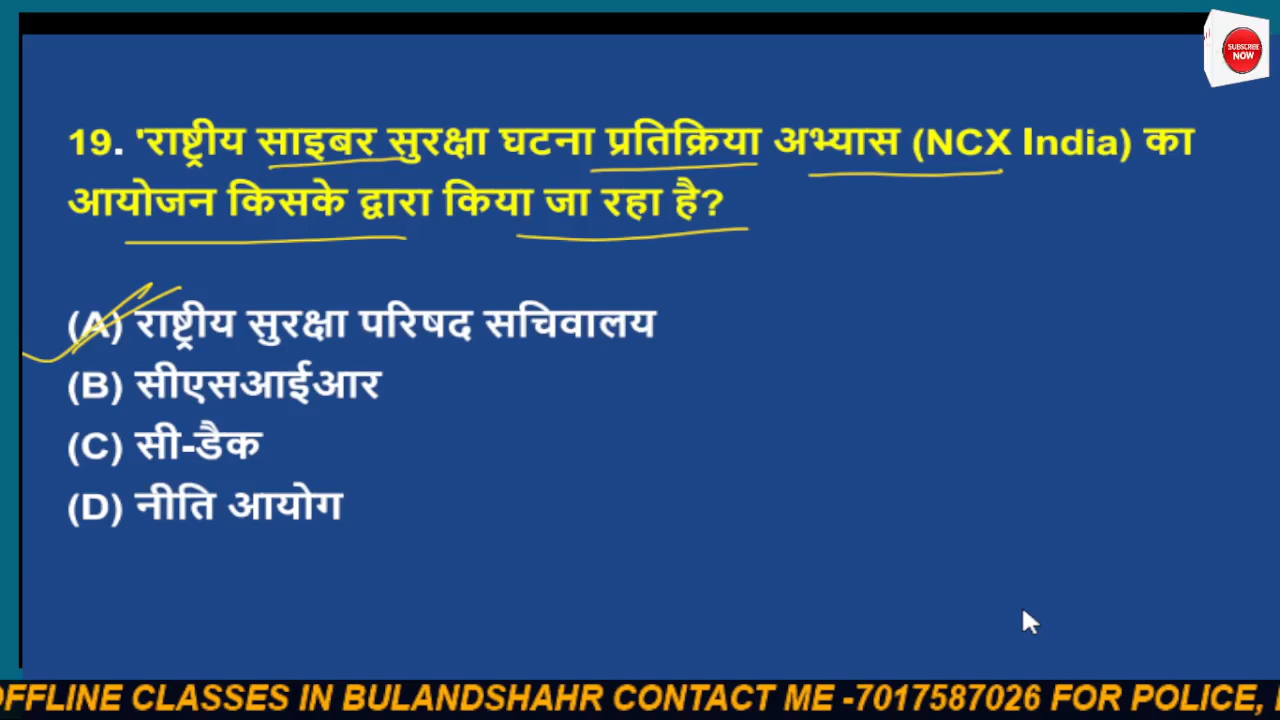 SUBSCRIBE
NOW
19. 'राष्ट्रीय साइबर सुरक्षा घटना प्रतिक्रिया अभ्यास (NCX India) का
आयोजन किसके द्वारा किया जा रहा है?
(A) राष्ट्रीय सुरक्षा परिषद सचिवालय
(B) सीएसआईआर
(C) सी-डैक
(D) नीति आयोग
OFFLINE CLASSES IN BULANDSHAHR CONTACT ME -7017587026 FOR POLICE,